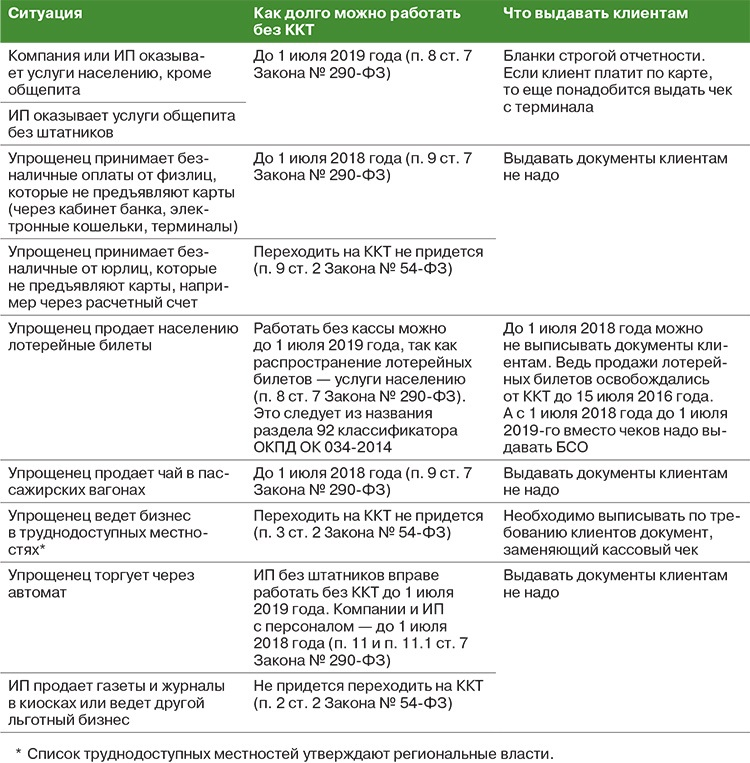 Ситуация
Как долго можно работать
без ККТ
Что выдавать клиентам
Компания или ИП оказыва-
ет услуги населению, кроме
общепита
ИП оказывает услуги общепита
без штатников
До 1 июля 2019 года (п. 8 ст. 7
Закона № 290-ФЗ)
Бланки строгой отчетности.
Если клиент платит по карте,
то еще понадобится выдать чек
с терминала
Упрощенец принимает без-
наличные оплаты от физлиц,
которые не предъявляют карты
(через кабинет банка, элек-
тронные кошельки, терминалы)
До 1 июля 2018 года (п. 9 ст. 7
Закона № 290-ФЗ)
Выдавать документы клиентам
не надо
Упрощенец принимает без-
наличные от юрлиц, которые
не предъявляют карты, напри-
мер через расчетный счет
Переходить на ККТ не придется
(п. 9 ст. 2 Закона № 54-ФЗ)
Упрощенец продает населению
лотерейные билеты
Работать без кассы можно
до 1 июля 2019 года, так как
распространение лотерейных
билетов — услуги населению
(п. 8 ст. 7 Закона № 290-ФЗ).
Это следует из названия
раздела 92 классификатора
ОКПД ОК 034-2014
До 1 июля 2018 года можно
не выписывать документы кли-
ентам. Ведь продажи лотерей-
ных билетов освобождались
от ККТ до 15 июля 2016 года.
А с 1 июля 2018 года до 1 июля
2019-го вместо чеков надо вы-
давать БСО
Упрощенец продает чай в пас-
сажирских вагонах
До 1 июля 2018 года (п. 9 ст. 7
Закона № 290-ФЗ)
Выдавать документы клиентам
не надо
Упрощенец ведет бизнес
в труднодоступных местно-
стях*
Переходить на ККТ не придется
(п. 3 ст. 2 Закона № 54-ФЗ)
Необходимо выписывать по тре-
бованию клиентов документ,
заменяющий кассовый чек
Упрощенец торгует через
автомат
ИП без штатников вправе
работать без ККТ до 1 июля
2019 года. Компании и ИП
с персоналом — до 1 июля
2018 года (п. 11 и п. 11.1 ст. 7
Закона № 290-ФЗ)
Выдавать документы клиентам
не надо
ИП продает газеты и журналы
в киосках или ведет другой
льготный бизнес
Не придется переходить на ККТ
(п. 2 ст. 2 Закона № 54-ФЗ)
* Список труднодоступных местностей утверждают региональные власти.